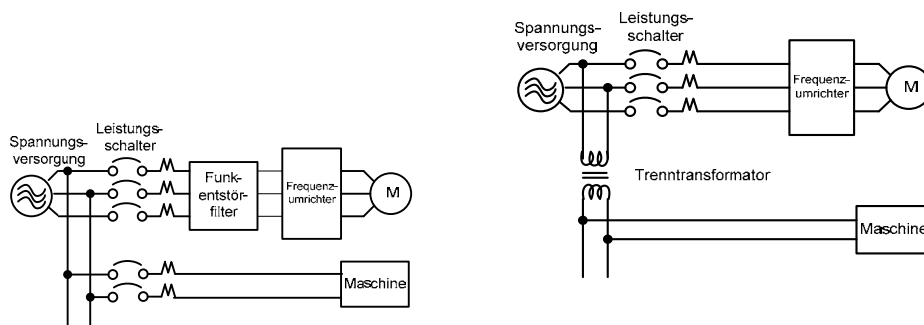 Spannungs-
versorgung
Leistungs-
schalter
Funk-
entstör-
filter
Frequenz-
umrichter
M
Maschine
Spannungs-
versorgung
Leistungs-
schalter
Frequenz-
umrichter
M
Trenntransformator
Maschine